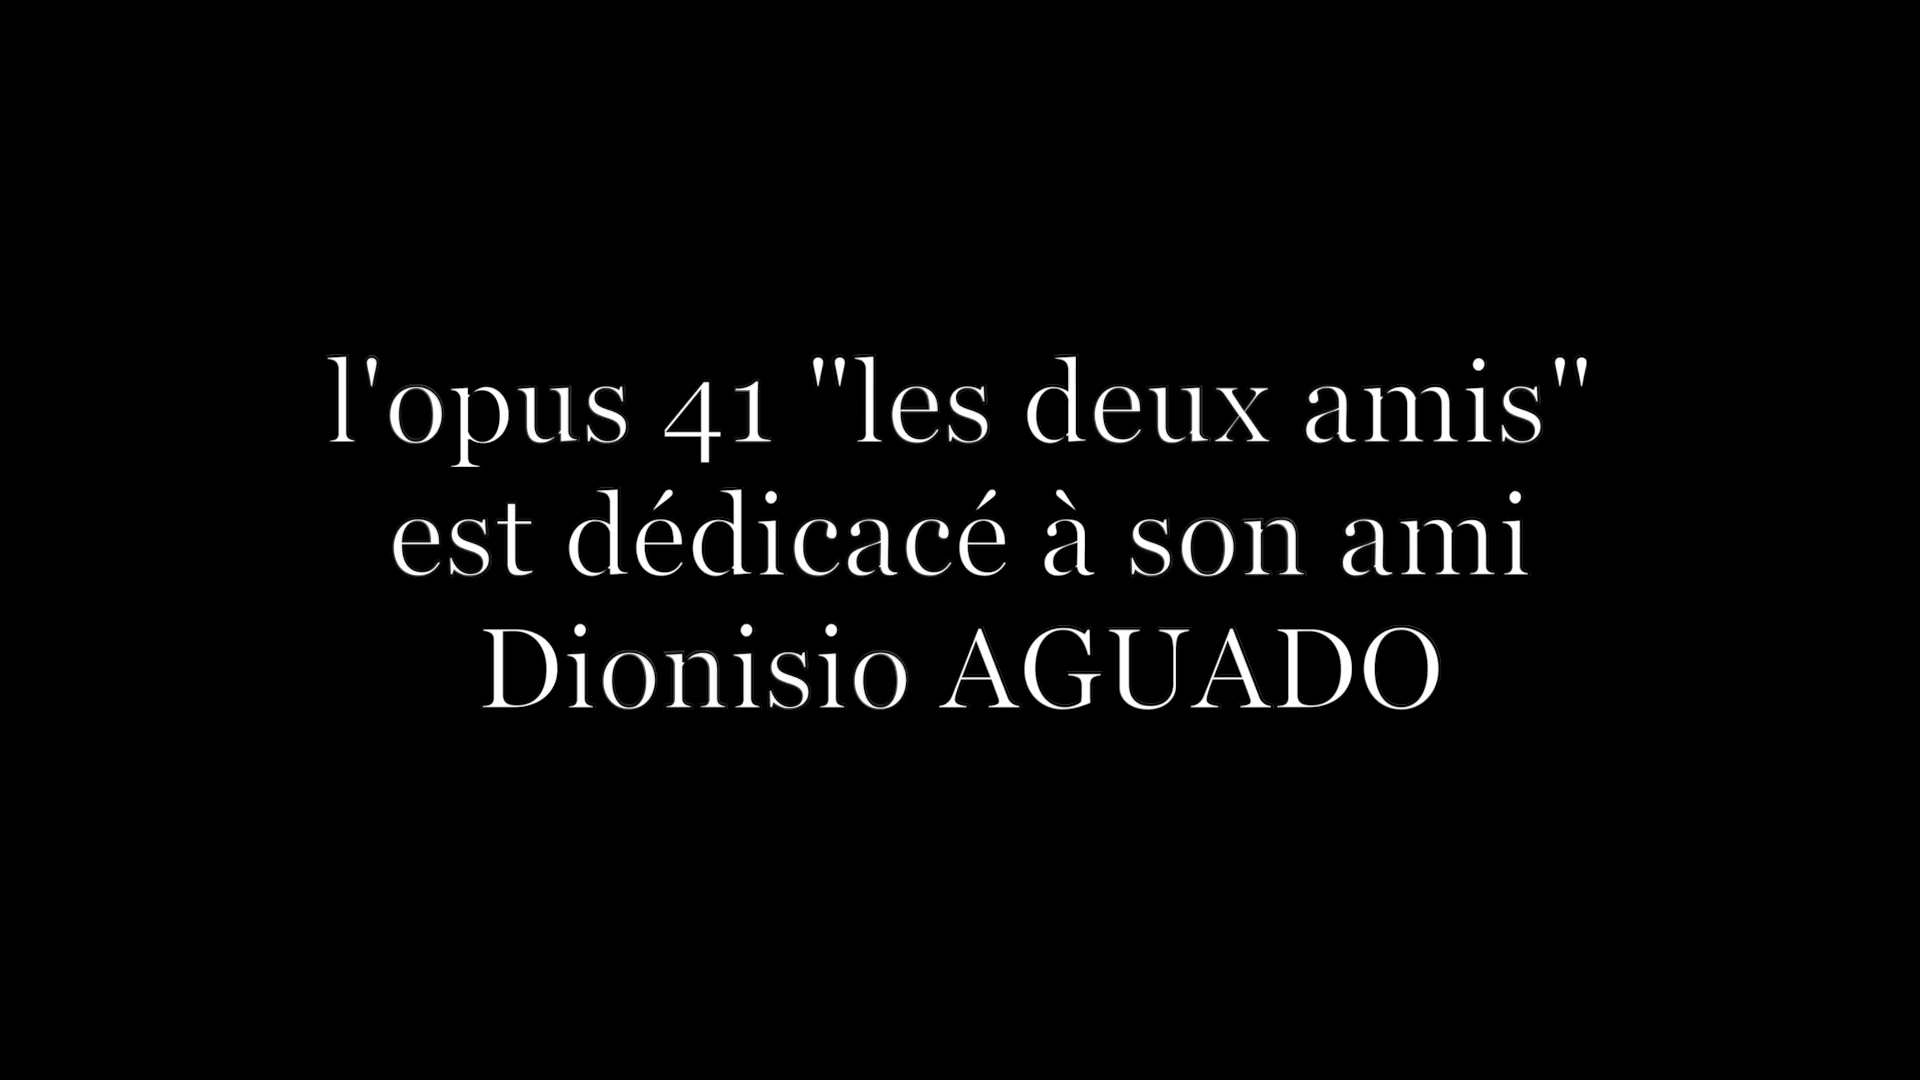 l'opus 41 "les deux amis"
est dédicacé à son ami
Dionisio AGUADO